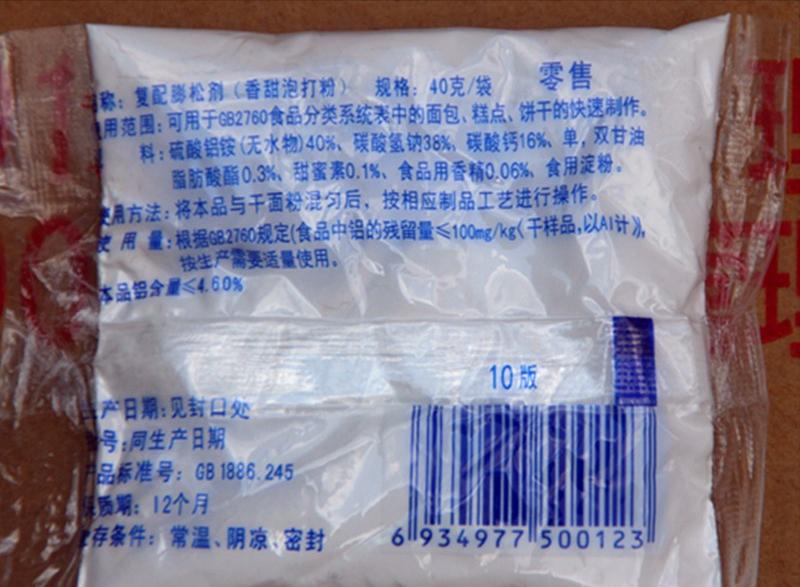 称：复配膨松剂（香甜泡打粉） 规格：40克/袋 零售
用范围：可用于GB2760食品分类系统表中的面包、糕点、饼干的快速制作。
料：硫酸铝铵(无水物)40%、碳酸氢钠38%、碳酸钙16%、单，双甘油
脂肪酸酯0.3%、甜蜜素0.1%、食品用香精0.06%、食用淀粉。
使用方法：将本品与干面粉混匀后，按相应制品工艺进行操作。
使用量：根据GB2760规定(食品中铝的残留量≤100mg/kg(干样品,以Al计)),
按生产需要适量使用。
本品铝含量≤4.60%
10版
生产日期：见封口处
号：同生产日期
产品标准号：GB 1886.245
保质期：12个月
存条件：常温、阴凉、密封
6 934977 500123